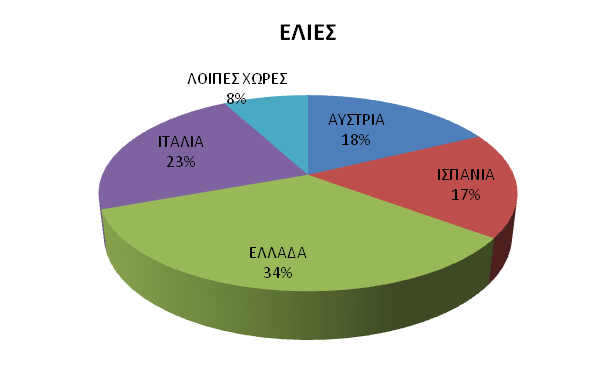 ΕΛΙΕΣ
ΛΟΙΠΕΣ ΧΩΡΕΣ
8%
ΑΥΣΤΡΙΑ
18%
ΙΤΑΛΙΑ
23%
ΙΣΠΑΝΙΑ
17%
ΕΛΛΑΔΑ
34%